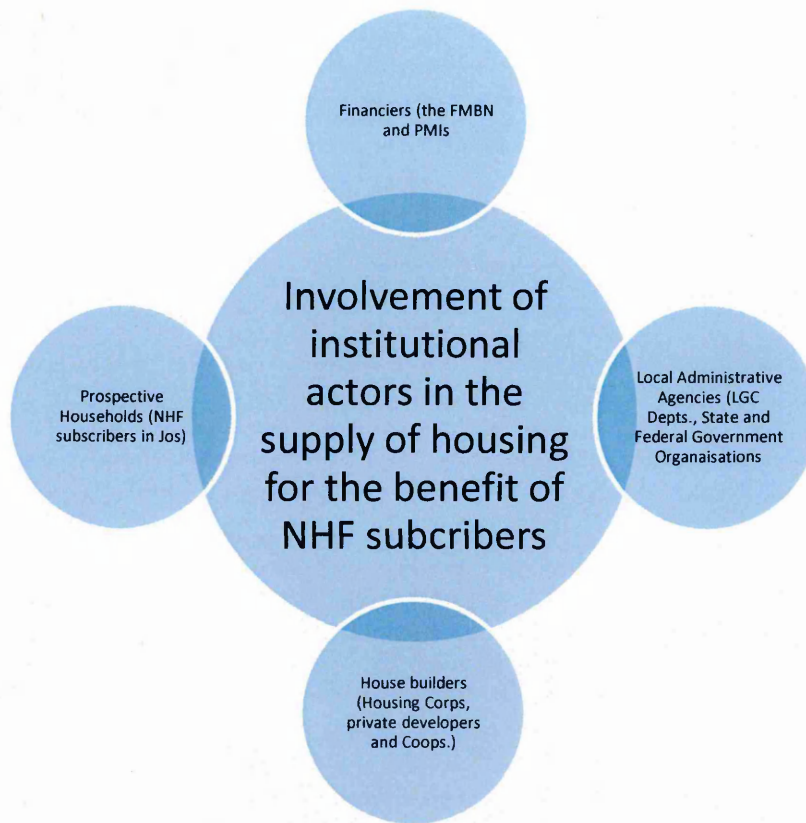 Financiers (the FMBN
and PMIs
Involvement of
institutional
actors in the
supply of housing
for the benefit of
NHF subcribers
Prospective
Households (NHF
subscribers in Jos)
Local Administrative
Agencies (LGC
Depts., State and
Federal Government
Organaisations
House builders
(Housing Corps,
private developers
and Coops.)